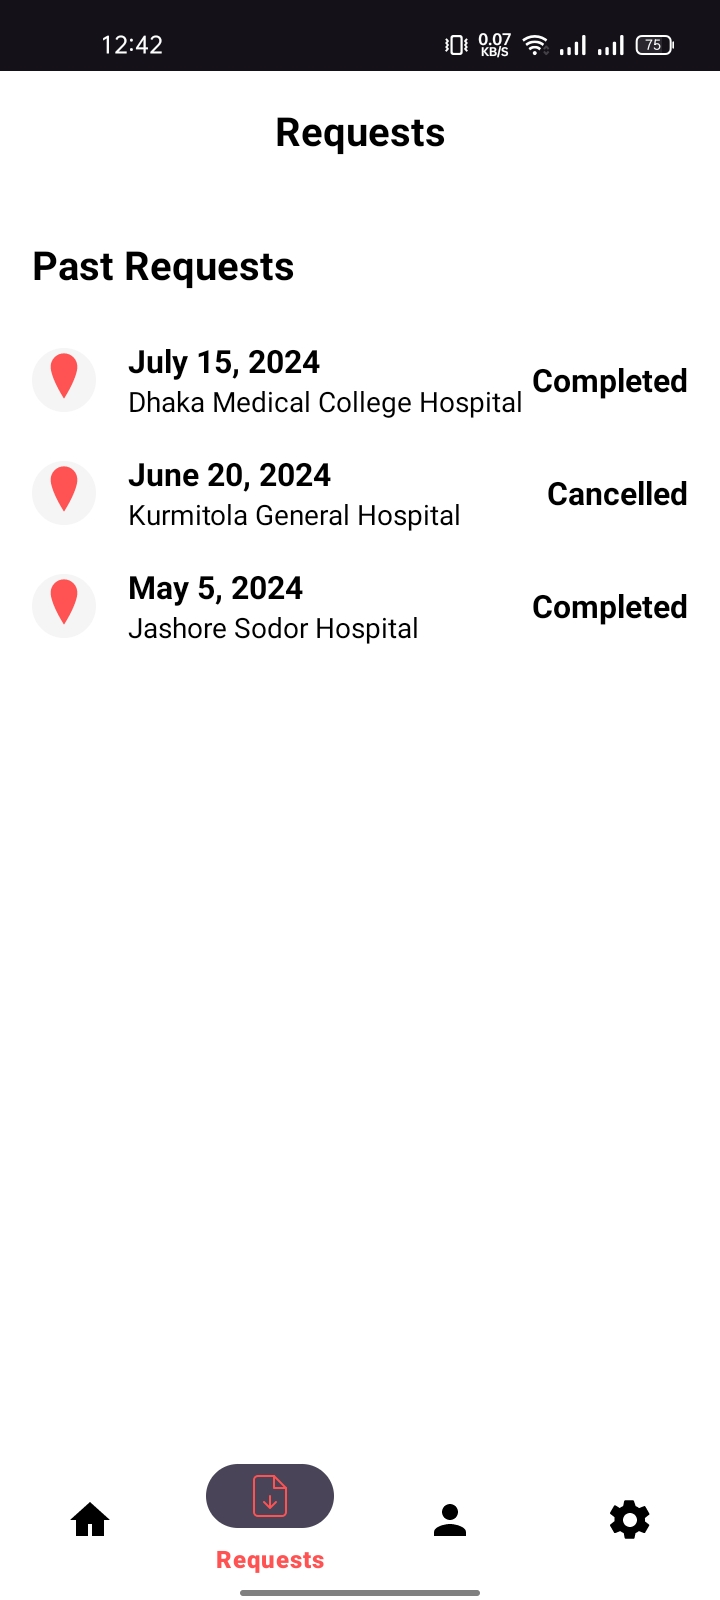 12:42
0.07
KB/S
75
Requests
Past Requests
July 15, 2024
Dhaka Medical College Hospital
Completed
June 20, 2024
Kurmitola General Hospital
Cancelled
May 5, 2024
Jashore Sodor Hospital
Completed
Requests